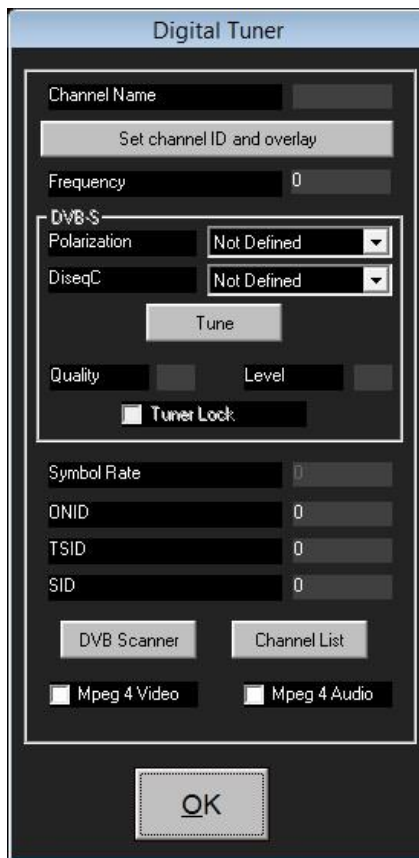 Digital Tuner
Channel Name
Set channel ID and overlay
Frequency 0
DVB-S
Polarization Not Defined
DiseqC Not Defined
Tune
Quality Level
Tuner Lock
Symbol Rate 0
ONID 0
TSID 0
SID 0
DVB Scanner Channel List
Mpeg 4 Video Mpeg 4 Audio
OK